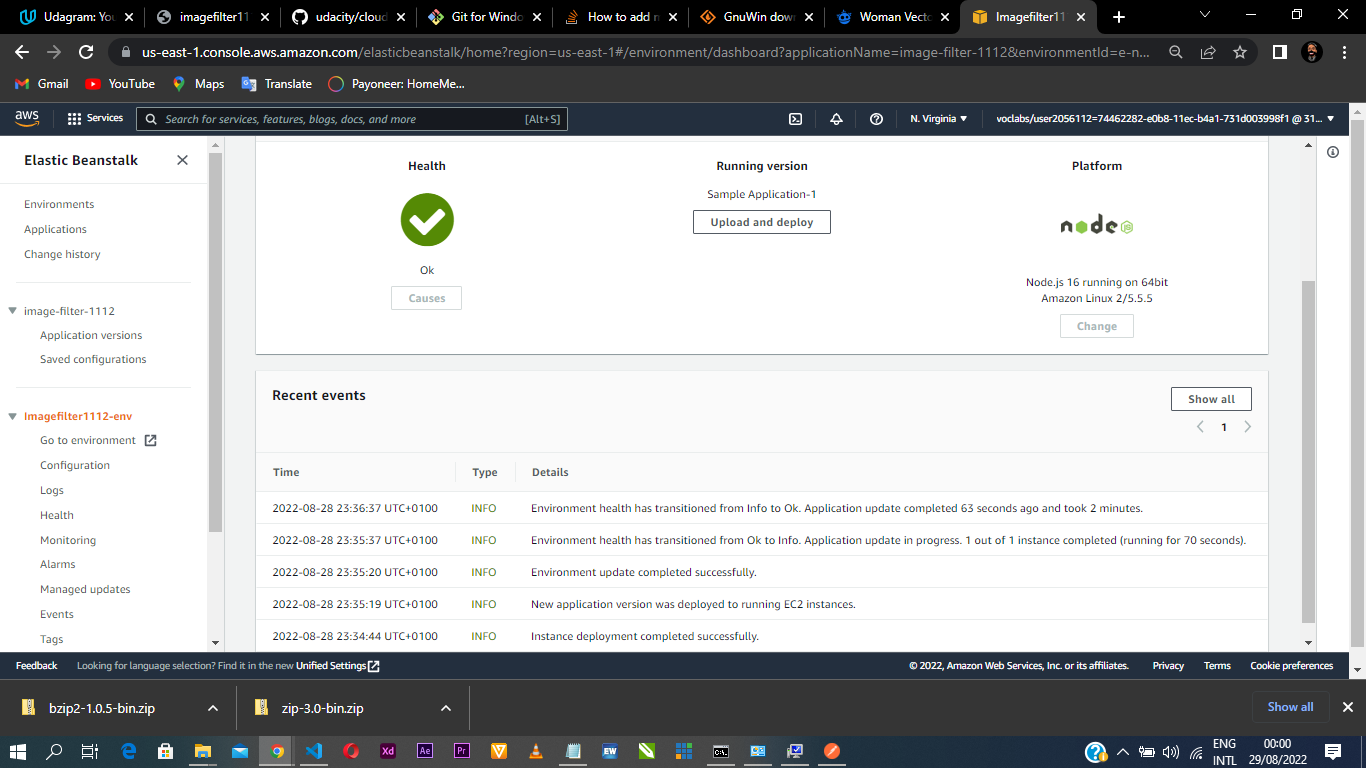 Udagram: You
imagefilter11
udacity/cloud
Git for Windo
How to add n
GnuWin dow
Woman Vecto
Imagefilter11
us-east-1.console.aws.amazon.com/elasticbeanstalk/home?region=us-east-1#/environment/dashboard?applicationName=image-filter-1112&environmentId=e-n...
Gmail
YouTube
Maps
Translate
Payoneer: HomeMe...
aws
Services
Search for services, features, blogs, docs, and more
[Alt+S]
N. Virginia
voclabs/user2056112=74462282-e0b8-11ec-b4a1-731d003998f1 @ 31...
Elastic Beanstalk
Environments
Applications
Change history
image-filter-1112
Application versions
Saved configurations
Imagefilter1112-env
Go to environment
Configuration
Logs
Health
Monitoring
Alarms
Managed updates
Events
Tags
Health
Ok
Causes
Running version
Sample Application-1
Upload and deploy
Platform
node JS
Node.js 16 running on 64bit
Amazon Linux 2/5.5.5
Change
Recent events
Show all
1
Time Type Details
2022-08-28 23:36:37 UTC+0100 INFO Environment health has transitioned from Info to Ok. Application update completed 63 seconds ago and took 2 minutes.
2022-08-28 23:35:37 UTC+0100 INFO Environment health has transitioned from Ok to Info. Application update in progress. 1 out of 1 instance completed (running for 70 seconds).
2022-08-28 23:35:20 UTC+0100 INFO Environment update completed successfully.
2022-08-28 23:35:19 UTC+0100 INFO New application version was deployed to running EC2 instances.
2022-08-28 23:34:44 UTC+0100 INFO Instance deployment completed successfully.
Feedback
Looking for language selection? Find it in the new Unified Settings
© 2022, Amazon Web Services, Inc. or its affiliates.
Privacy
Terms
Cookie preferences
bzip2-1.0.5-bin.zip
zip-3.0-bin.zip
Show all
Xd
Ae
Pr
EW
ENG
INTL
00:00
29/08/2022